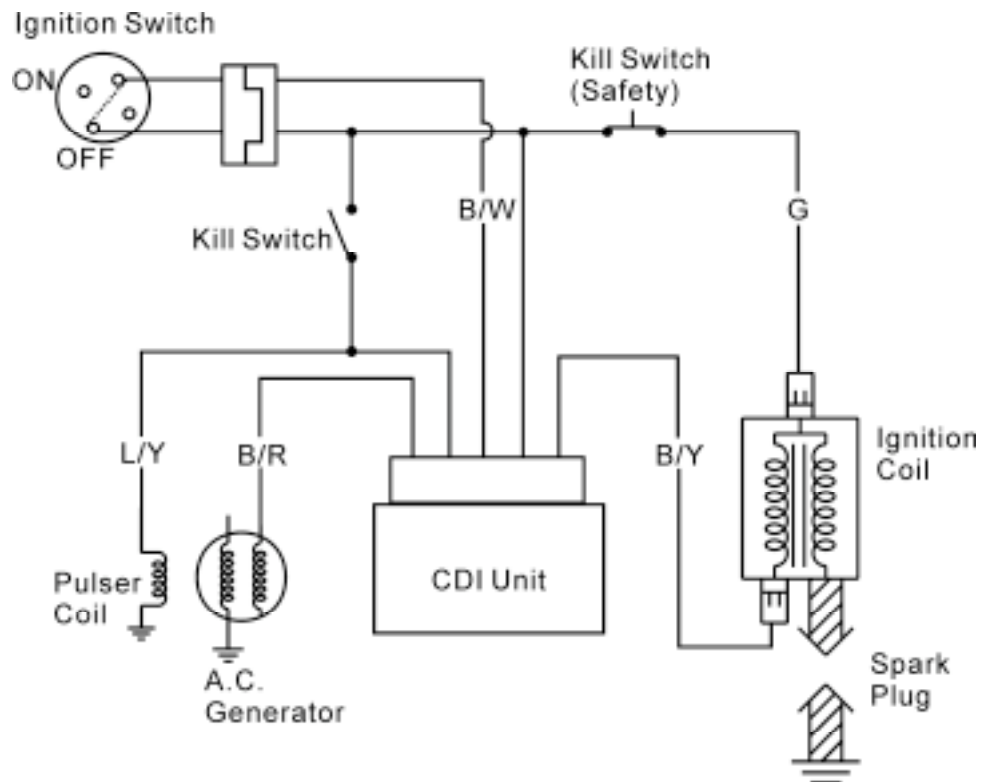 Ignition Switch
ON
OFF
Kill Switch
(Safety)
Kill Switch
B/W
G
L/Y
B/R
B/Y
Ignition
Coil
Pulser
Coil
CDI Unit
A.C.
Generator
Spark
Plug